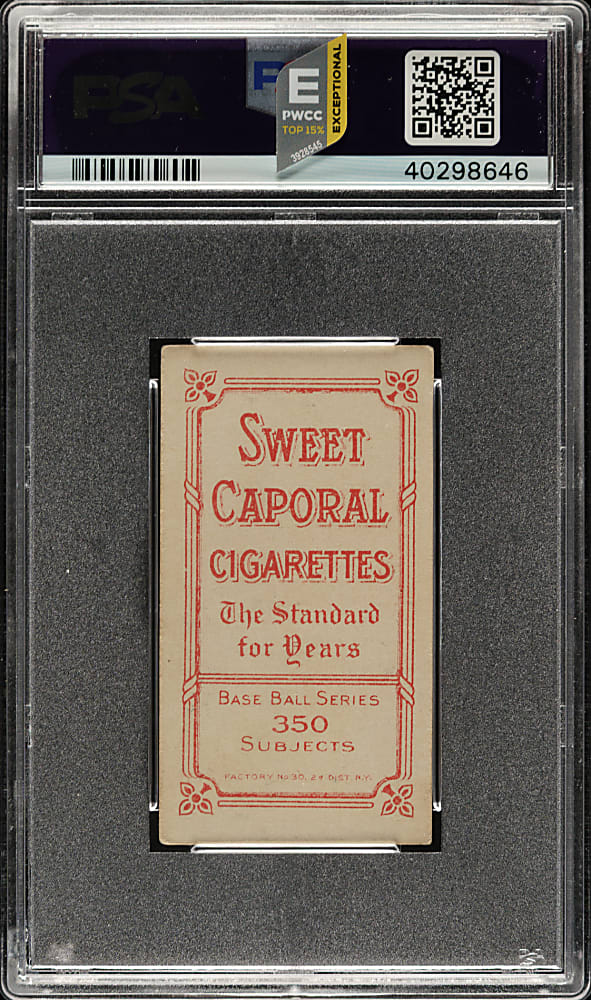 PSA
E
PWCC
TOP 15%
EXCEPTIONAL
3928545
40298646
SWEET
CAPORAL
CIGARETTES
The Standard
for Years
BASE BALL SERIES
350
SUBJECTS
FACTORY No 30, 2d DIST. N.Y.